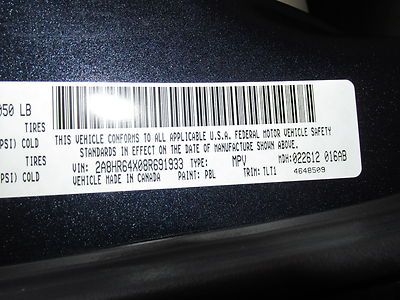 050 LB
TIRES
PSI) COLD
TIRES
PSI) COLD
THIS VEHICLE CONFORMS TO ALL APPLICABLE U.S.A. FEDERAL MOTOR VEHICLE SAFETY
STANDARDS IN EFFECT ON THE DATE OF MANUFACTURE SHOWN ABOVE.
VIN: 2A8HR64X08R691933 TYPE: MPV MDH: 022612 016AB
VEHICLE MADE IN CANADA PAINT: PBL TRIM: TLT1 4648509